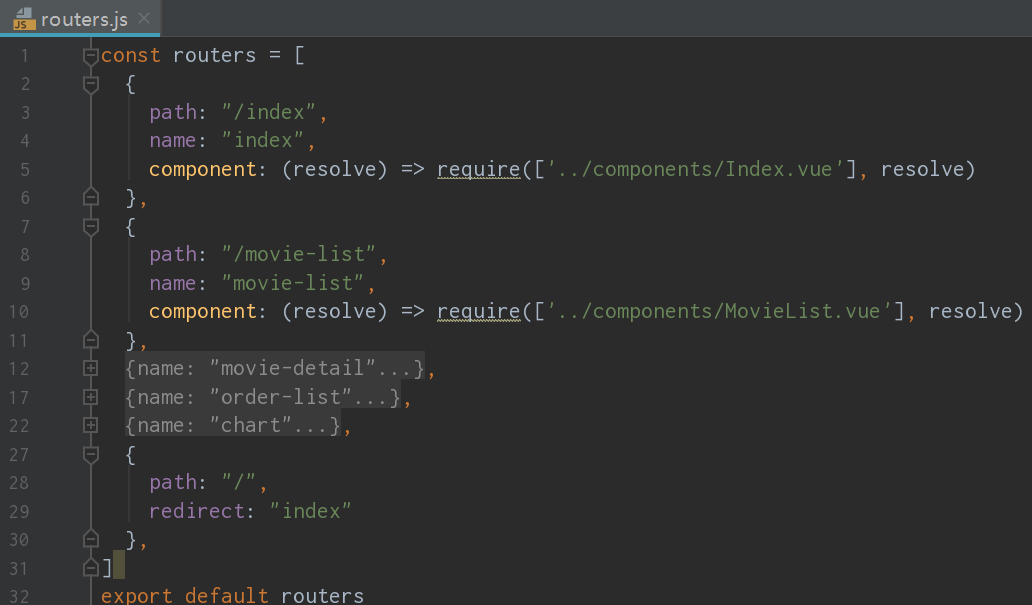 JS routers.js ×
1 const routers = [
2 {
3 path: "/index",
4 name: "index",
5 component: (resolve) => require(['../components/Index.vue'], resolve)
6 },
7 {
8 path: "/movie-list",
9 name: "movie-list",
10 component: (resolve) => require(['../components/MovieList.vue'], resolve)
11 },
12 {name: "movie-detail"...},
17 {name: "order-list"...},
22 {name: "chart"...},
27 {
28 path: "/",
29 redirect: "index"
30 },
31 ]
32 export default routers